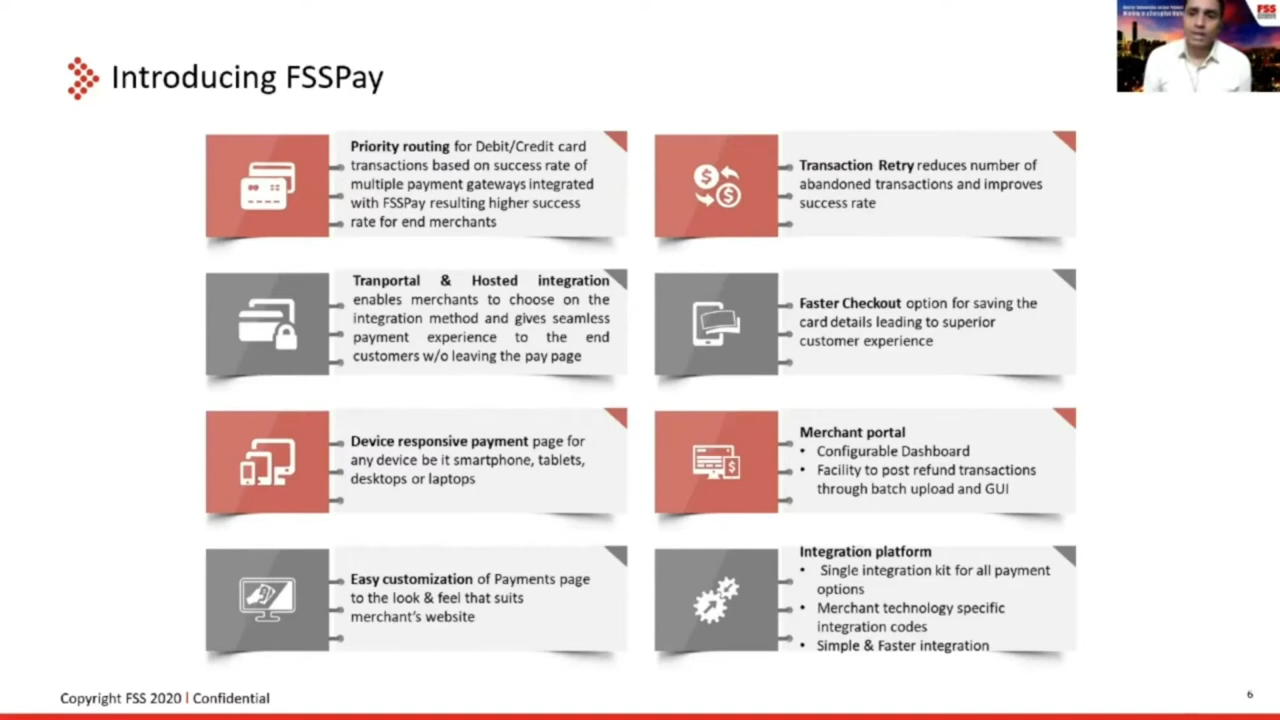 Introducing FSSPay
FSS
Priority routing for Debit/Credit card
transactions based on success rate of
multiple payment gateways integrated
with FSSPay resulting higher success
rate for end merchants
Transaction Retry reduces number of
abandoned transactions and improves
success rate
Tranportal & Hosted integration
enables merchants to choose on the
integration method and gives seamless
payment experience to the end
customers w/o leaving the pay page
Faster Checkout option for saving the
card details leading to superior
customer experience
Device responsive payment page for
any device be it smartphone, tablets,
desktops or laptops
Merchant portal
• Configurable Dashboard
• Facility to post refund transactions
through batch upload and GUI
Easy customization of Payments page
to the look & feel that suits
merchant's website
Integration platform
• Single integration kit for all payment
options
• Merchant technology specific
integration codes
• Simple & Faster integration
Copyright FSS 2020 | Confidential
6